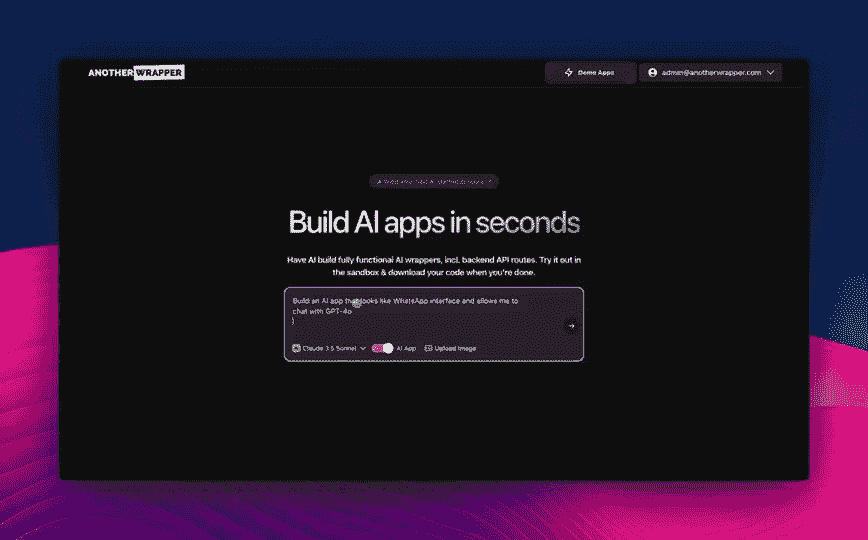 ANOTHERWRAPPER
Demo Apps
admin@anotherwrapper.com
Build AI apps in seconds
Have AI build fully functional AI wrappers, incl. backend API routes. Try it out in
the sandbox & download your code when you're done.
Build an AI app that looks like WhatsApp interface and allows me to
chat with GPT-4o
Claude 3.5 Sonnet
AI App
Upload Image